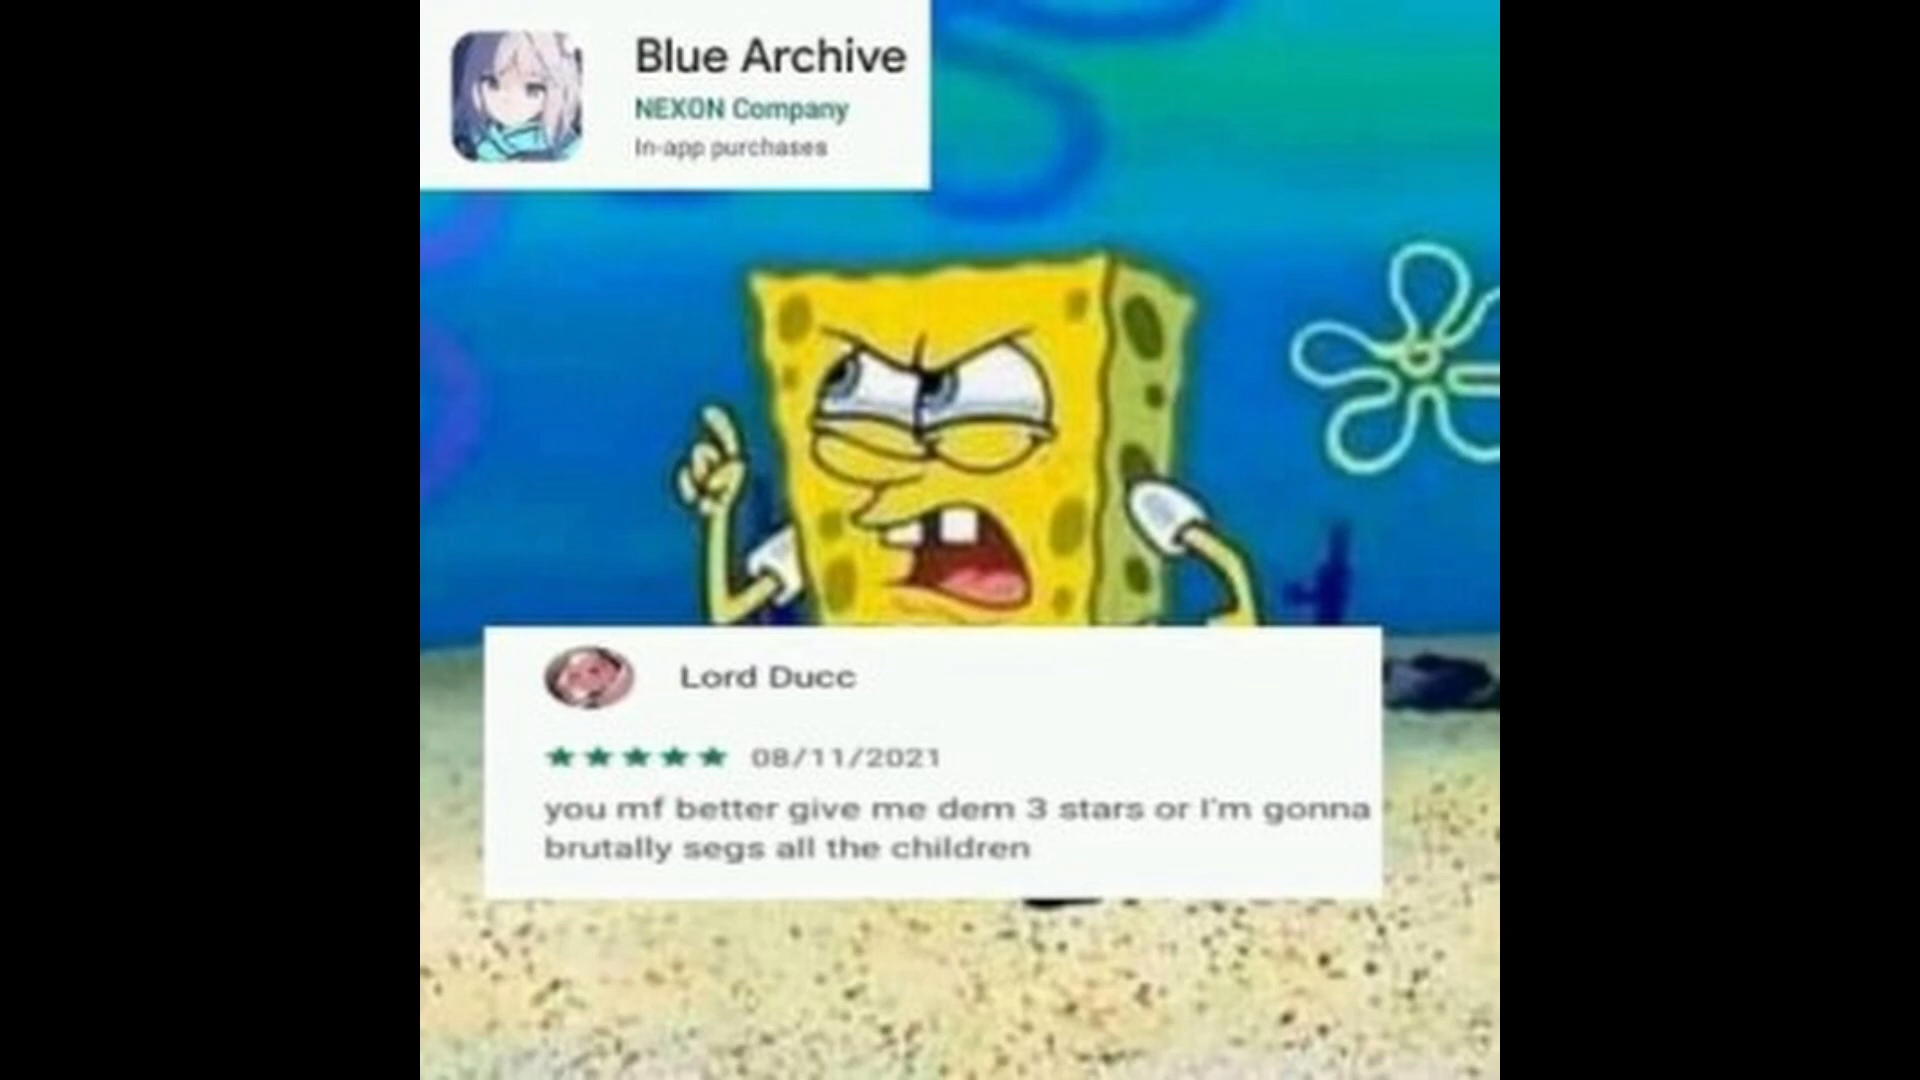 Blue Archive
NEXON Company
In-app purchases
Lord Ducc
08/11/2021
you mf better give me dem 3 stars or I'm gonna
brutally segs all the children